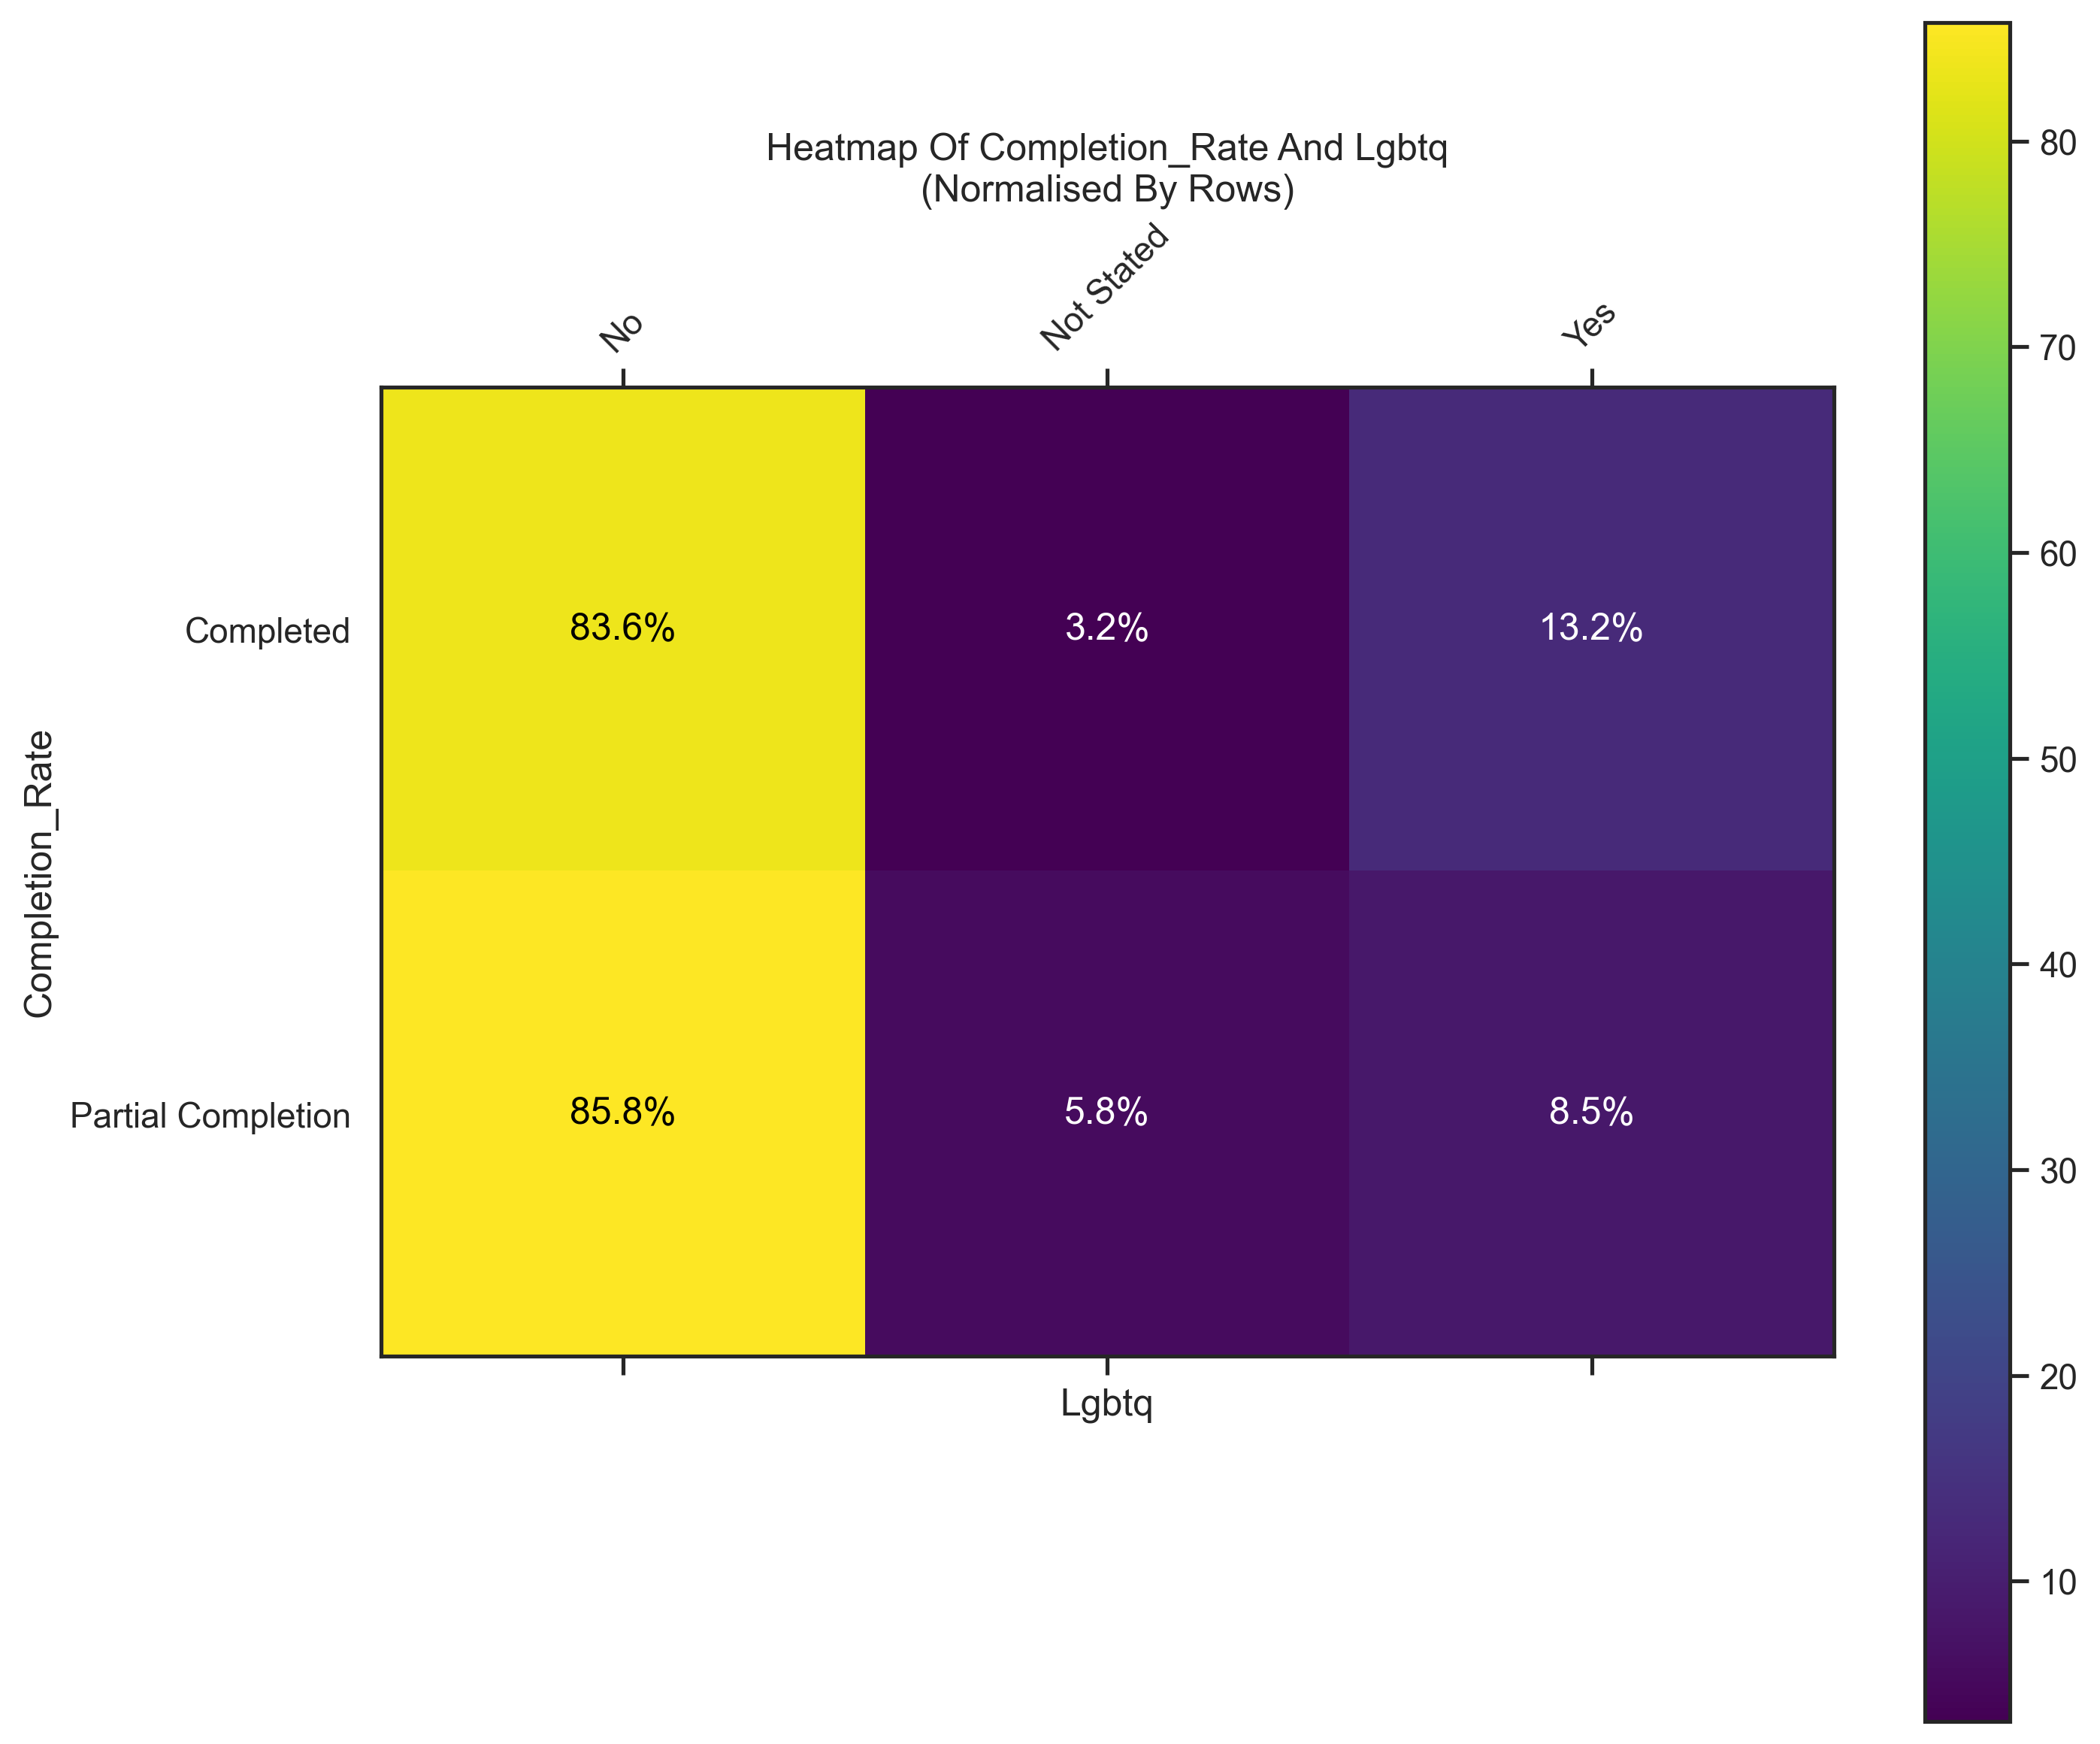 Heatmap Of Completion_Rate And Lgbtq
(Normalised By Rows)
No
Not Stated
Yes
Completion_Rate
Completed
83.6%
3.2%
13.2%
Partial Completion
85.8%
5.8%
8.5%
Lgbtq
80
70
60
50
40
30
20
10